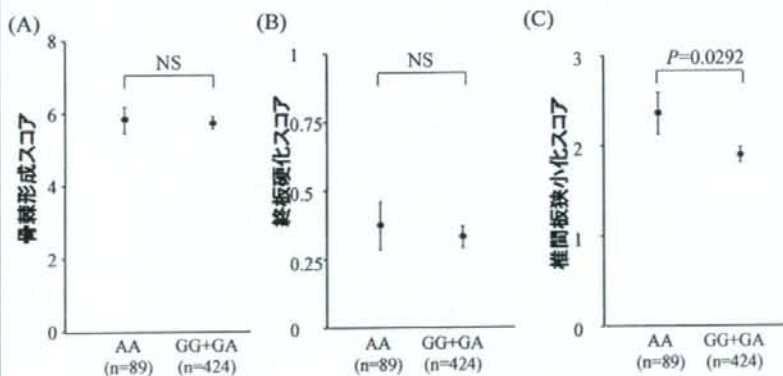 (A)
骨棘形成スコア
8
6
4
2
0
NS
AA
(n=89)
GG+GA
(n=424)
(B)
終板硬化スコア
1
0.75
0.5
0.25
0
NS
AA
(n=89)
GG+GA
(n=424)
(C)
椎間板狭小化スコア
3
2
1
0
P=0.0292
AA
(n=89)
GG+GA
(n=424)